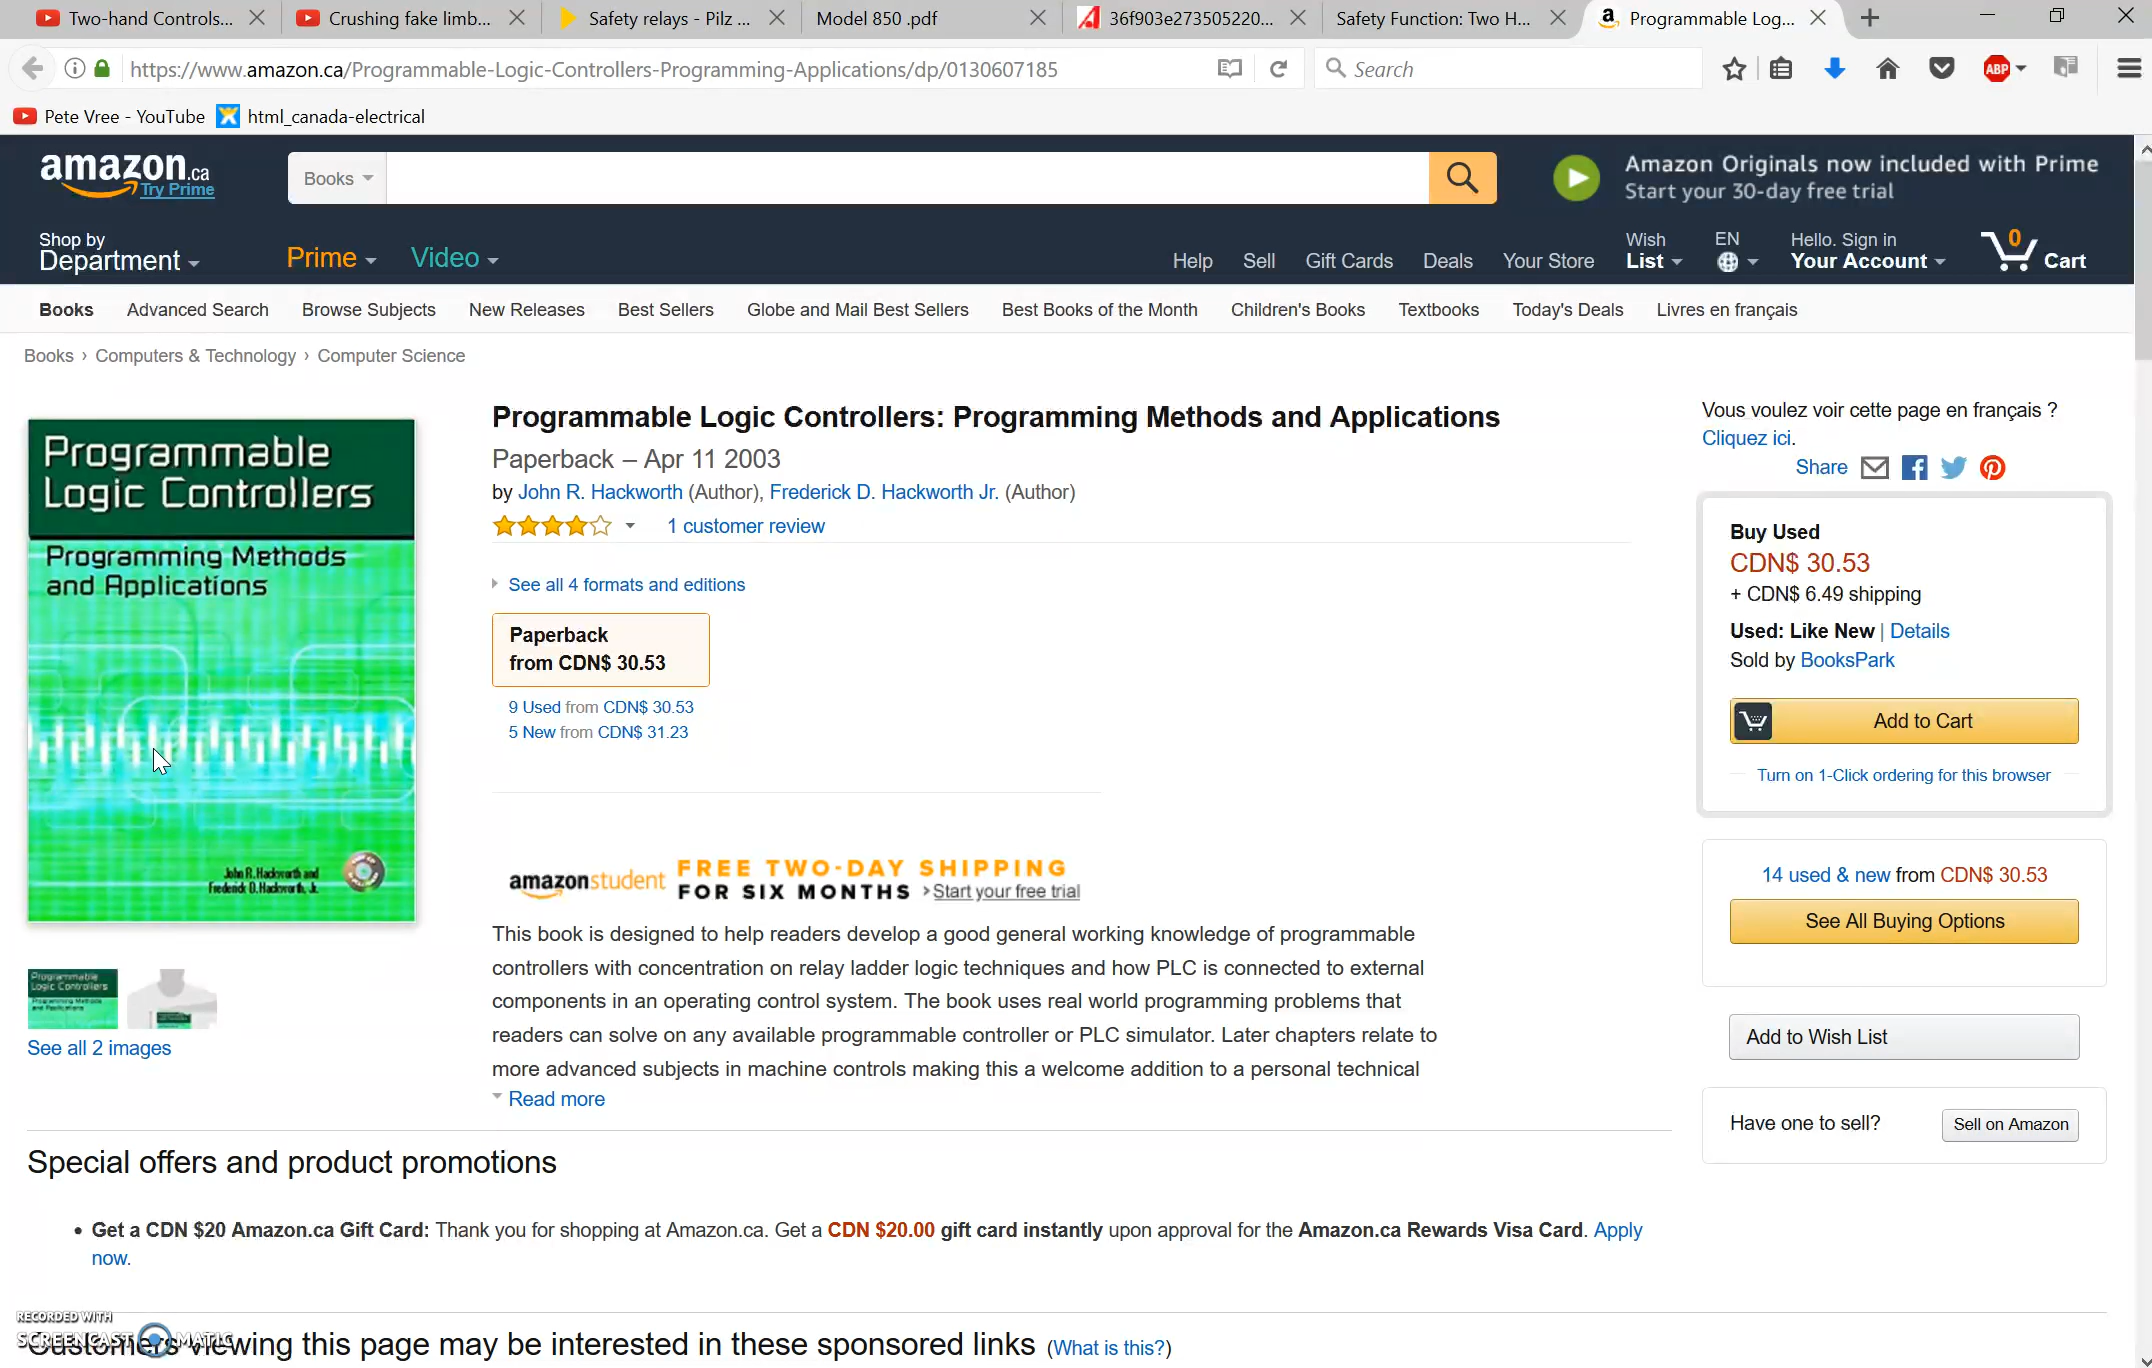 Two-hand Controls...
Crushing fake limb...
Safety relays - Pilz ...
Model 850 .pdf
36f903e273505220...
Safety Function: Two H...
Programmable Log...
https://www.amazon.ca/Programmable-Logic-Controllers-Programming-Applications/dp/0130607185
Search
ABP
Pete Vree - YouTube
html_canada-electrical
amazon.ca
Try Prime
Books
Amazon Originals now included with Prime
Start your 30-day free trial
Shop by
Department
Prime
Video
Help
Sell
Gift Cards
Deals
Your Store
Wish
List
EN
Hello. Sign in
Your Account
0
Cart
Books
Advanced Search
Browse Subjects
New Releases
Best Sellers
Globe and Mail Best Sellers
Best Books of the Month
Children's Books
Textbooks
Today's Deals
Livres en français
Books › Computers & Technology › Computer Science
Programmable
Logic Controllers
Programming Methods
and Applications
John R. Hackworth and
Frederick D. Hackworth, Jr.
Programmable
Logic Controllers
Programming Methods
and Applications
See all 2 images
Programmable Logic Controllers: Programming Methods and Applications
Paperback – Apr 11 2003
by John R. Hackworth (Author), Frederick D. Hackworth Jr. (Author)
1 customer review
See all 4 formats and editions
Paperback
from CDN$ 30.53
9 Used from CDN$ 30.53
5 New from CDN$ 31.23
amazonstudent
FREE TWO-DAY SHIPPING
FOR SIX MONTHS >Start your free trial
This book is designed to help readers develop a good general working knowledge of programmable
controllers with concentration on relay ladder logic techniques and how PLC is connected to external
components in an operating control system. The book uses real world programming problems that
readers can solve on any available programmable controller or PLC simulator. Later chapters relate to
more advanced subjects in machine controls making this a welcome addition to a personal technical
Read more
Vous voulez voir cette page en français ?
Cliquez ici.
Share
Buy Used
CDN$ 30.53
+ CDN$ 6.49 shipping
Used: Like New | Details
Sold by BooksPark
Add to Cart
Turn on 1-Click ordering for this browser
14 used & new from CDN$ 30.53
See All Buying Options
Add to Wish List
Have one to sell?
Sell on Amazon
Special offers and product promotions
• Get a CDN $20 Amazon.ca Gift Card: Thank you for shopping at Amazon.ca. Get a CDN $20.00 gift card instantly upon approval for the Amazon.ca Rewards Visa Card. Apply
now.
RECORDED WITH
SCREENCAST MATIC
Customers viewing this page may be interested in these sponsored links (What is this?)